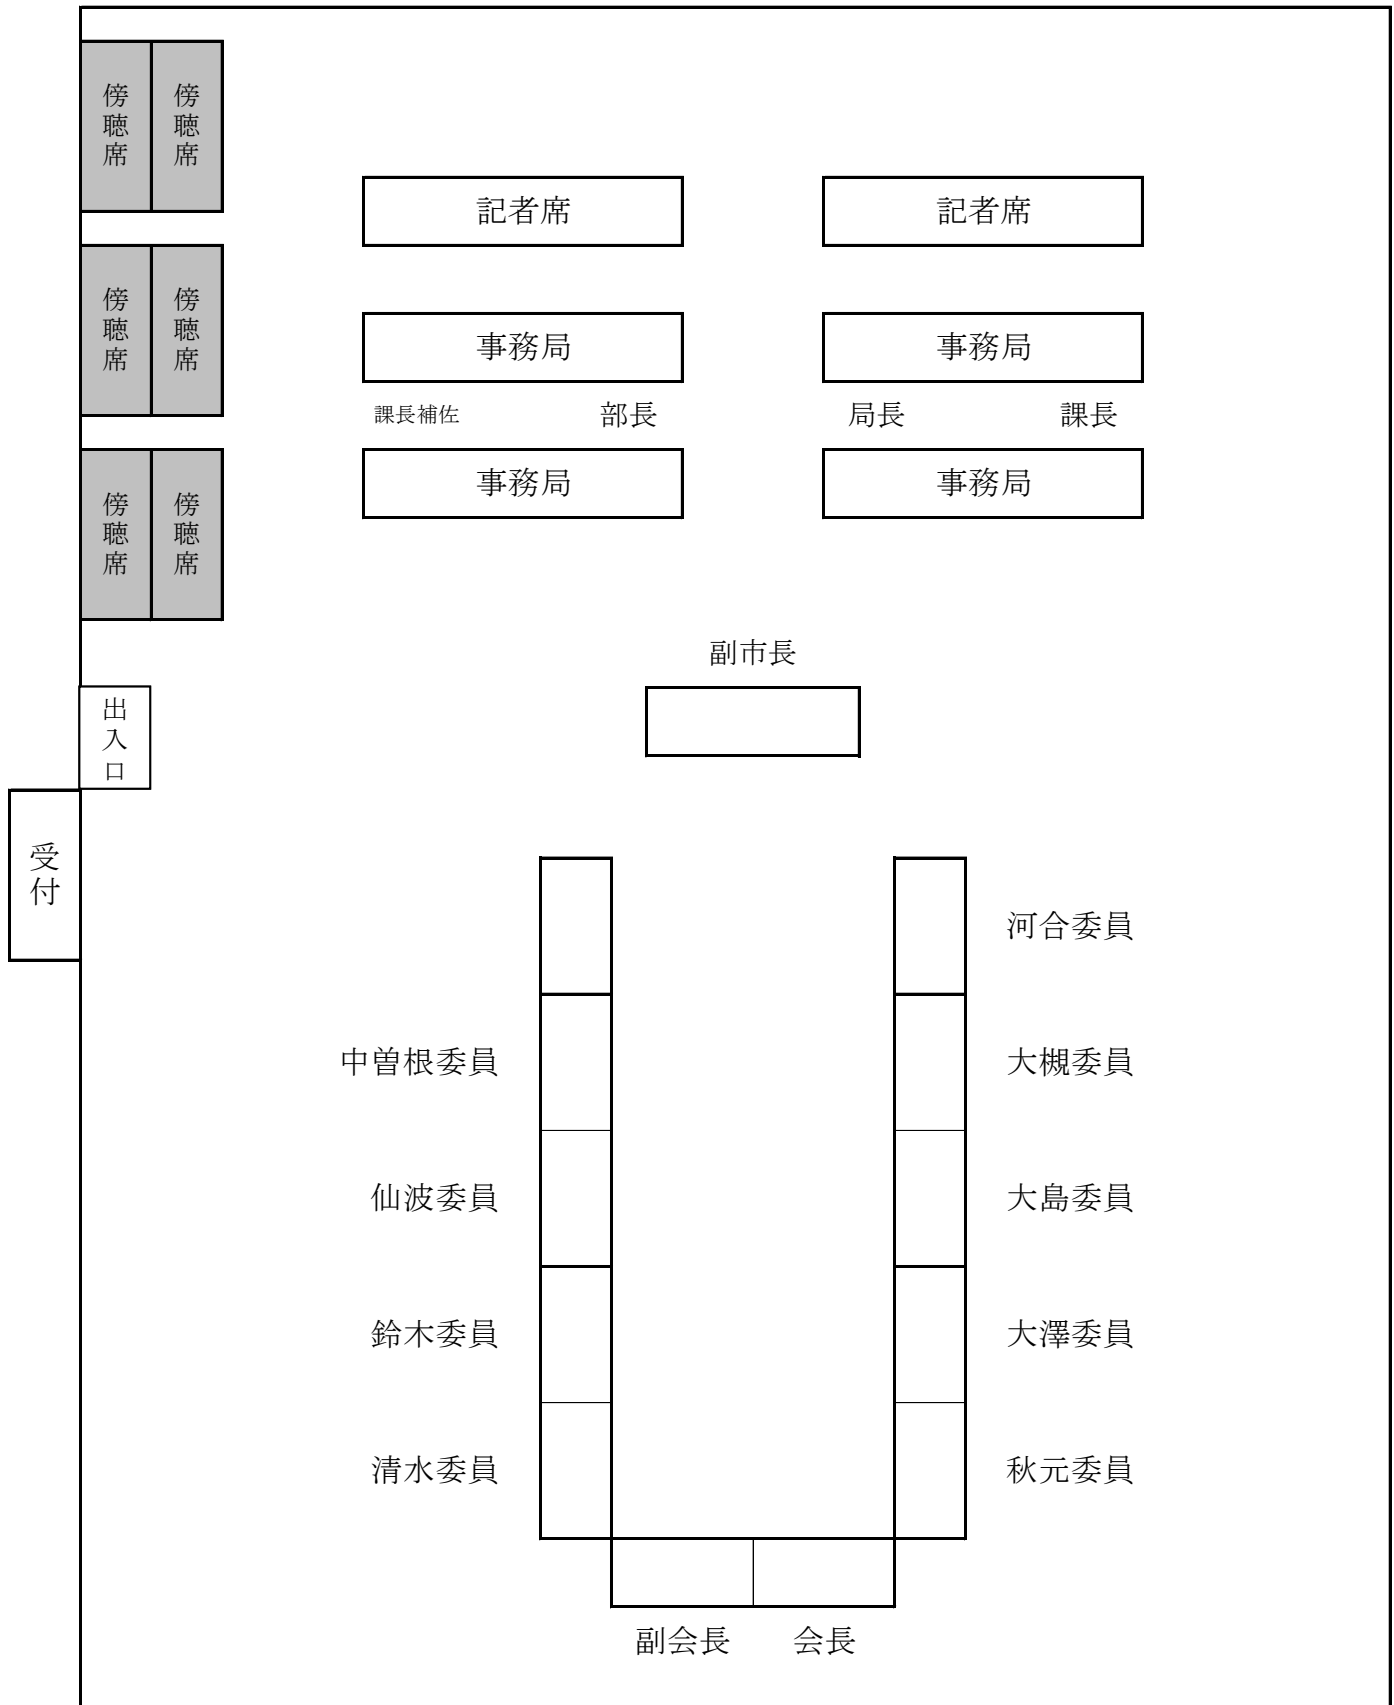 傍聴席
傍聴席
記者席
記者席
傍聴席
傍聴席
事務局
事務局
課長補佐
部長
局長
課長
事務局
事務局
傍聴席
傍聴席
副市長
出入口
受付
河合委員
中曽根委員
大槻委員
仙波委員
大島委員
鈴木委員
大澤委員
清水委員
秋元委員
副会長
会長